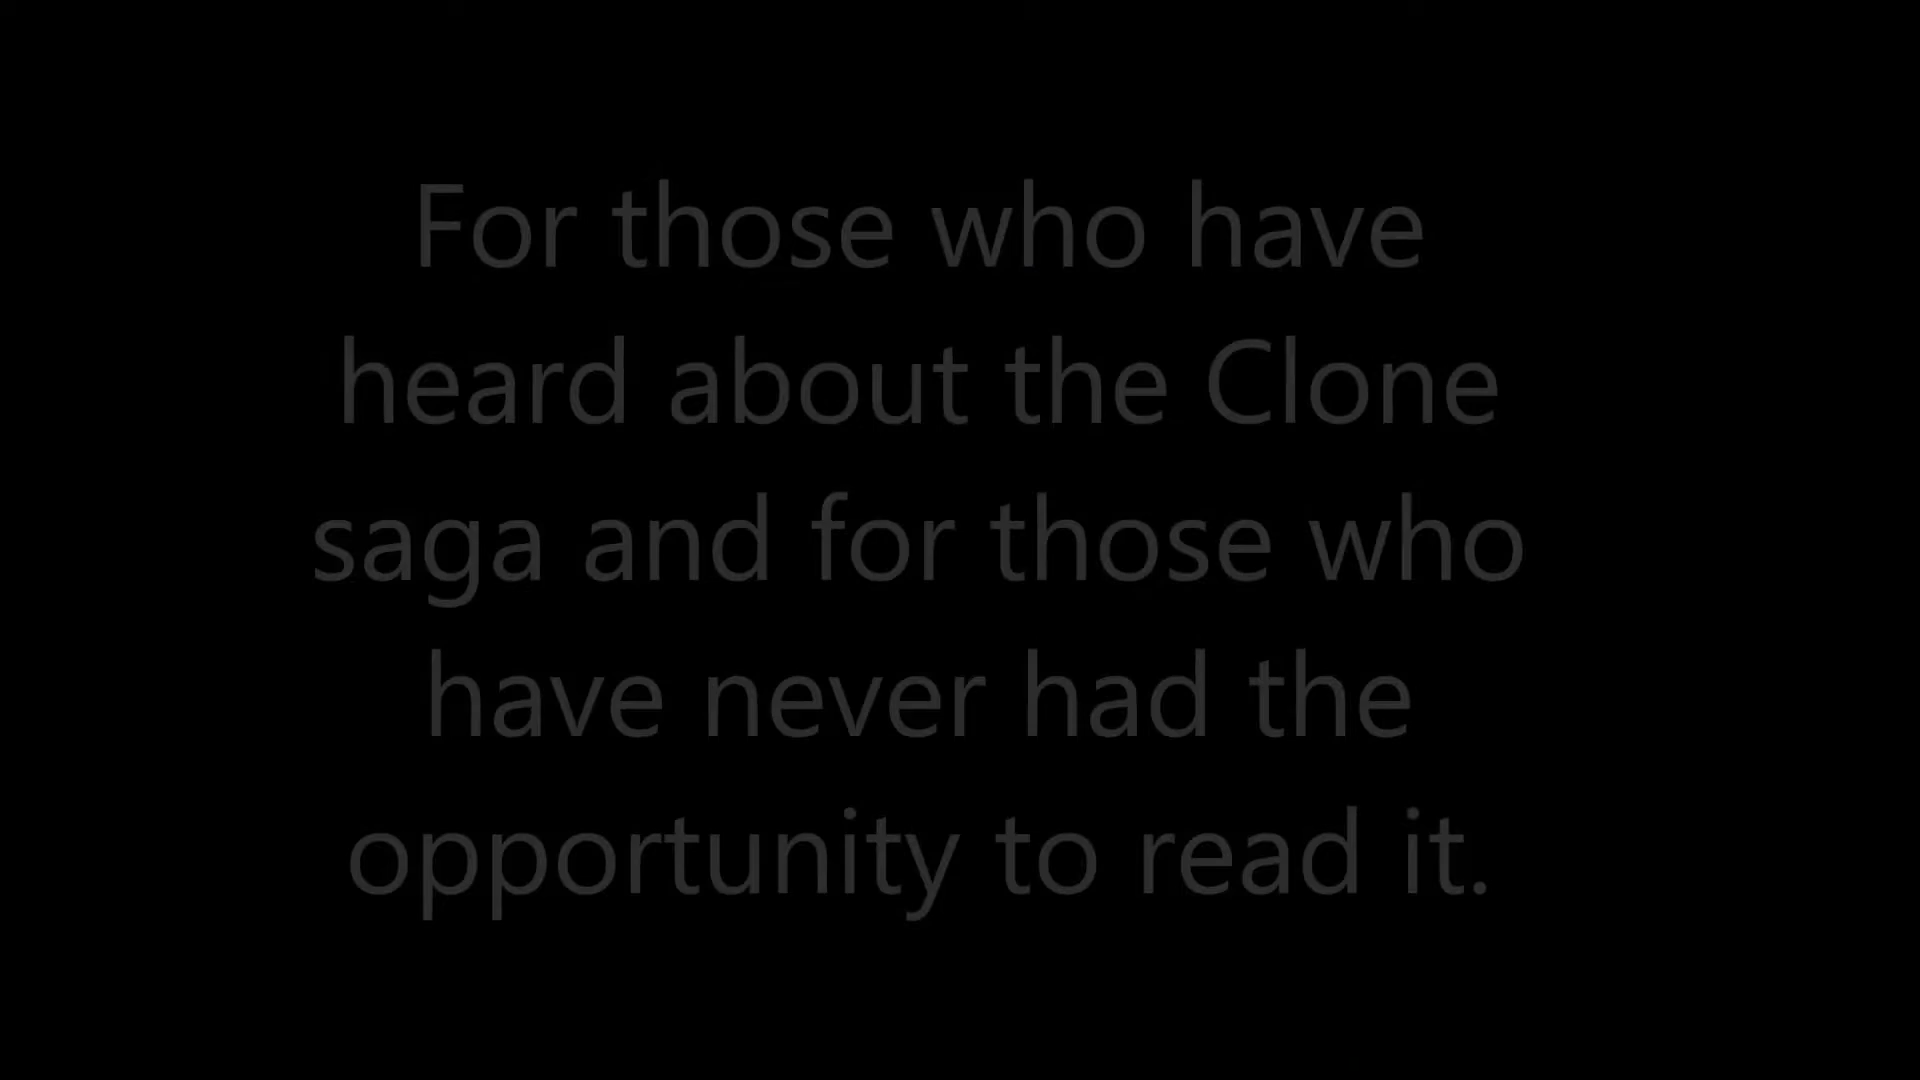 For those who have
heard about the Clone
saga and for those who
have never had the
opportunity to read it.